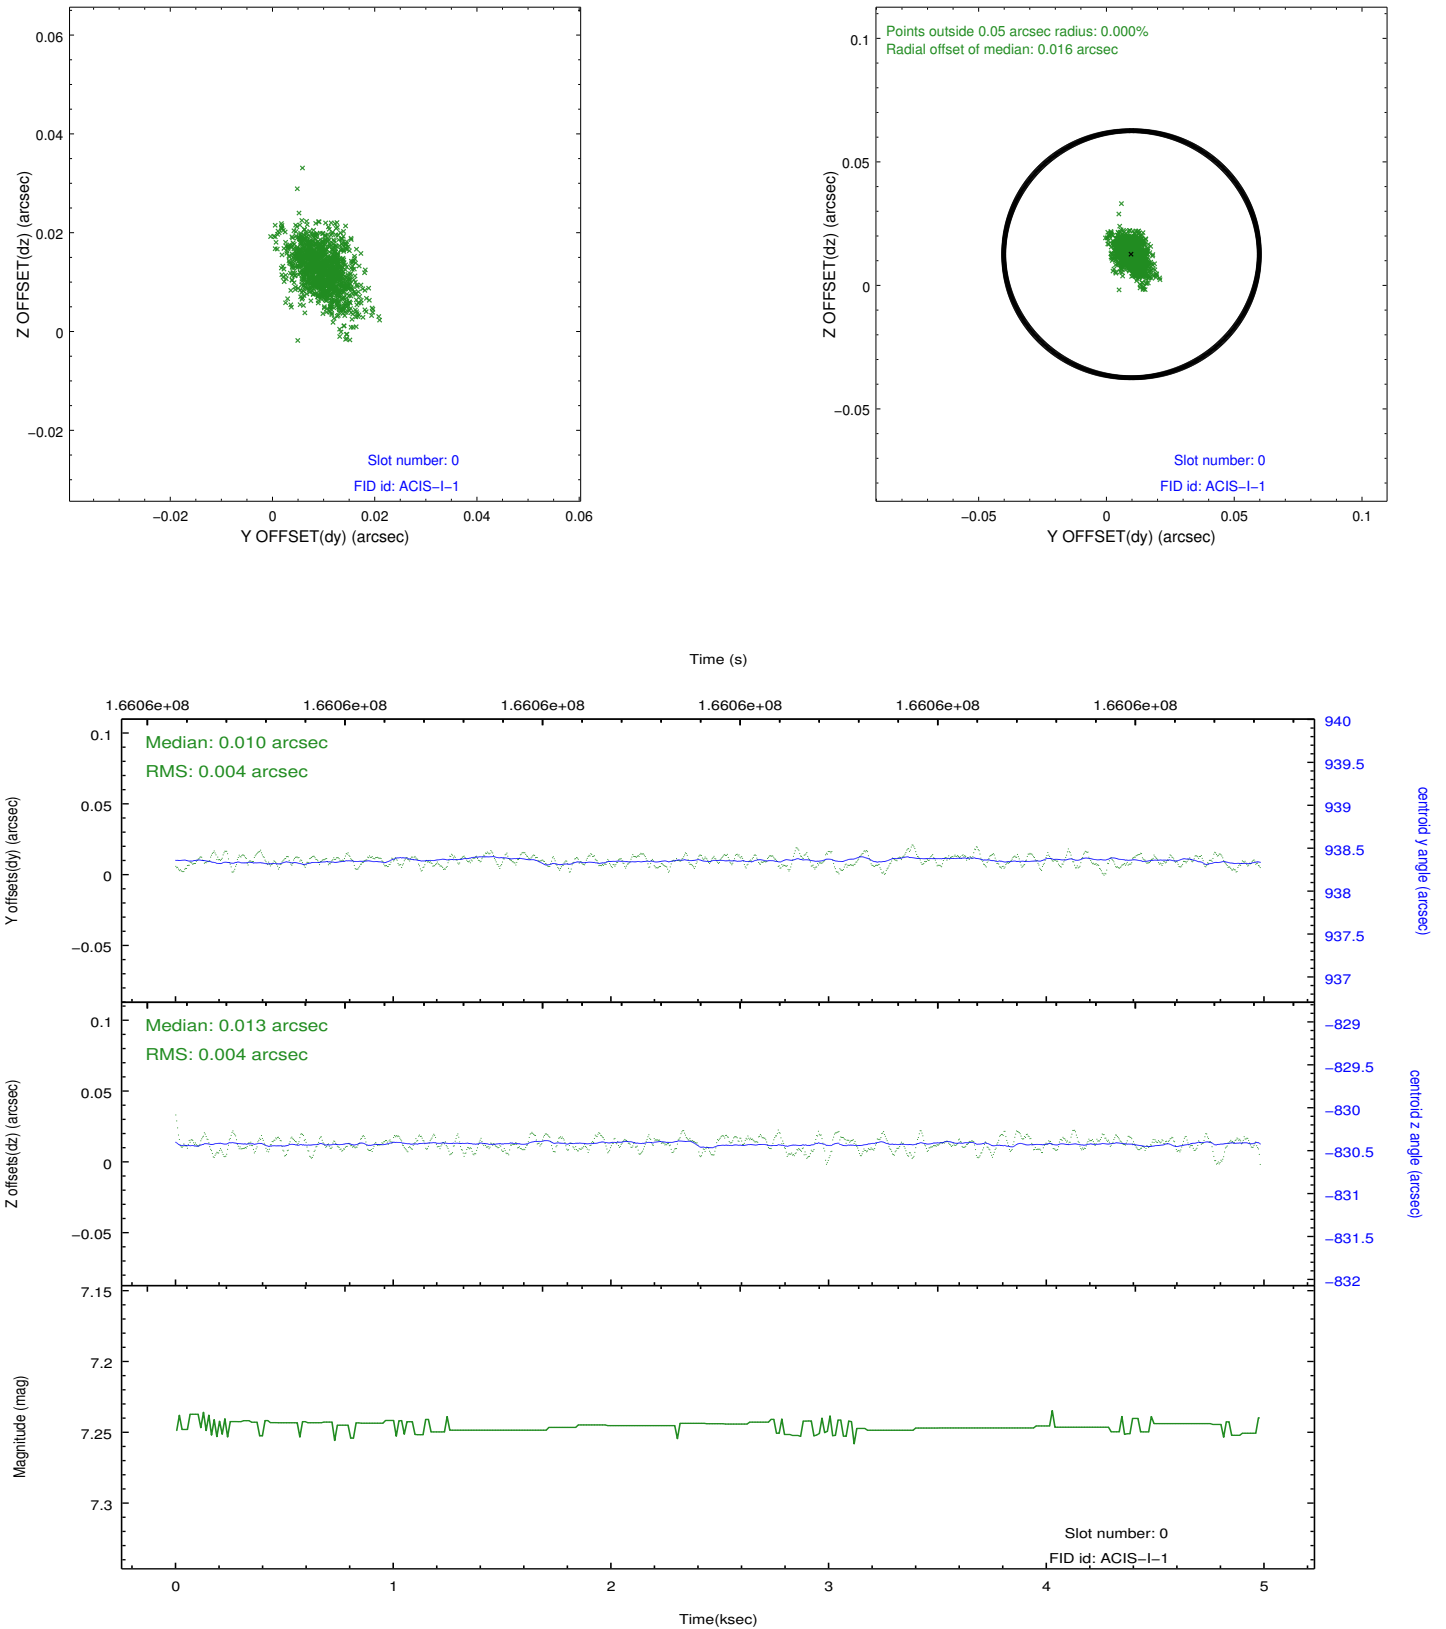 0.06
0.04
0.02
0
−0.02
Z OFFSET(dz) (arcsec)
Slot number: 0
FID id: ACIS−I−1
−0.02 0 0.02 0.04 0.06
Y OFFSET(dy) (arcsec)
Points outside 0.05 arcsec radius: 0.000%
Radial offset of median: 0.016 arcsec
0.1
0.05
0
−0.05
Z OFFSET(dz) (arcsec)
Slot number: 0
FID id: ACIS−I−1
−0.05 0 0.05 0.1
Y OFFSET(dy) (arcsec)
Time (s)
1.6606e+08 1.6606e+08 1.6606e+08 1.6606e+08 1.6606e+08 1.6606e+08
Median: 0.010 arcsec
RMS: 0.004 arcsec
0.1
0.05
0
−0.05
Y offsets(dy) (arcsec)
940
939.5
939
938.5
938
937.5
937
centroid y angle (arcsec)
Median: 0.013 arcsec
RMS: 0.004 arcsec
0.1
0.05
0
−0.05
Z offsets(dz) (arcsec)
−829
−829.5
−830
−830.5
−831
−831.5
−832
centroid z angle (arcsec)
7.15
7.2
7.25
7.3
Magnitude (mag)
Slot number: 0
FID id: ACIS−I−1
0 1 2 3 4 5
Time(ksec)